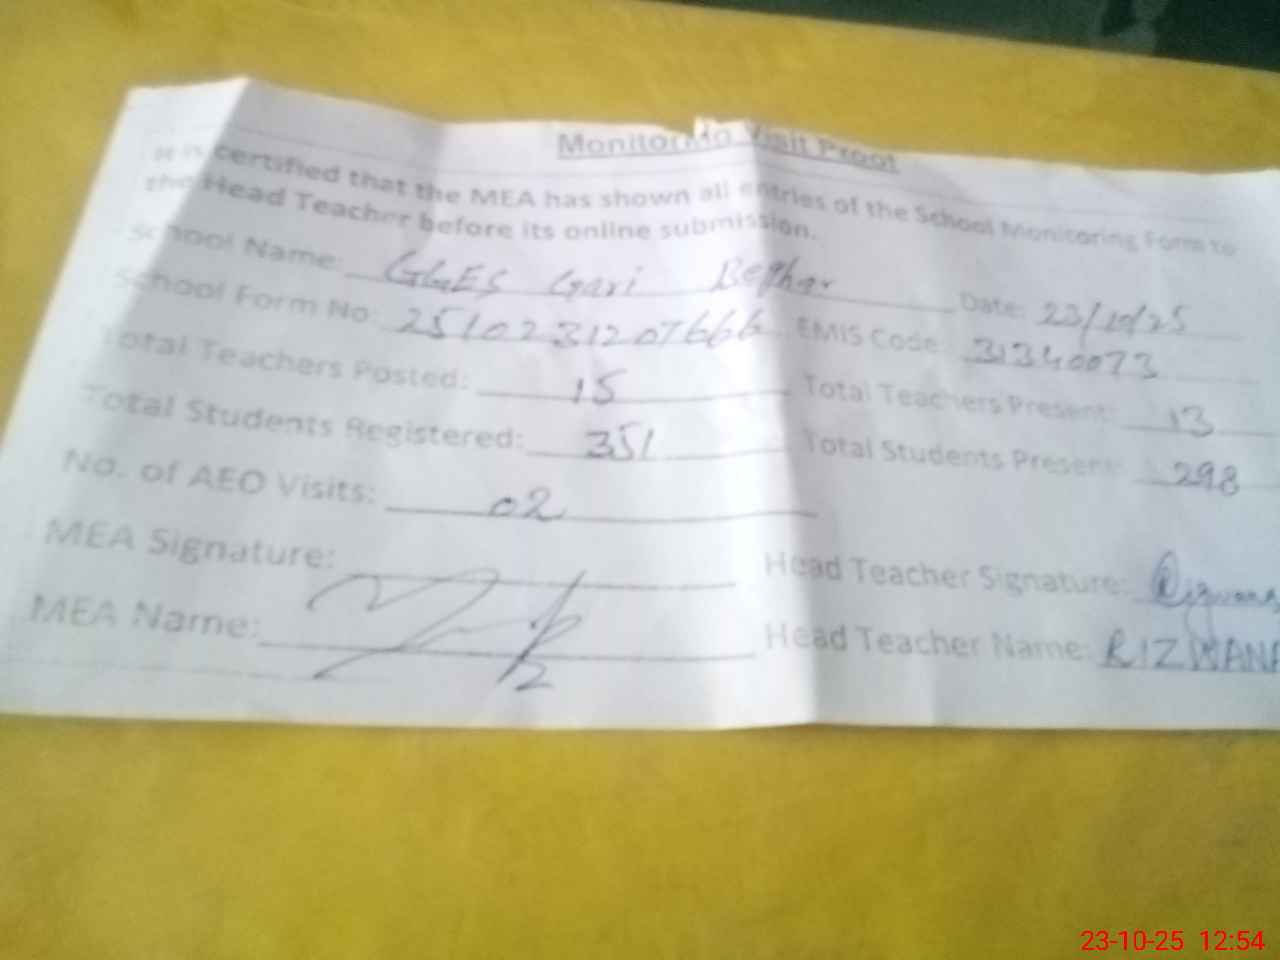 Monitoring Visit Proof
It is certified that the MEA has shown all entries of the School Monitoring Form to
the Head Teacher before its online submission.
School Name: GGES Gari Date: 23/10/25
School Form No: 2510231207666 EMIS Code: 31340073
Total Teachers Posted: 15 Total Teachers Present: 13
Total Students Registered: 351 Total Students Present: 298
No. of AEO Visits: 02
MEA Signature: Head Teacher Signature:
MEA Name: Head Teacher Name: RIZWANA
23-10-25 12:54